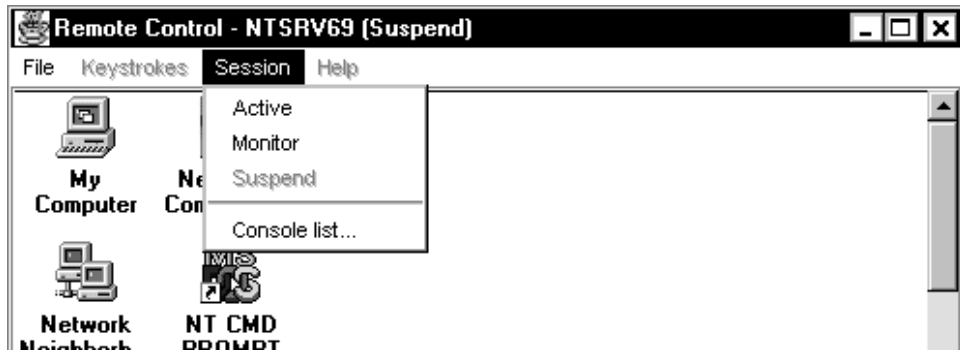 Remote Control - NTSRV69 (Suspend)
File Keystrokes Session Help
Active
Monitor
Suspend
Console list...
My
Computer
Network
NT CMD
PROMPT